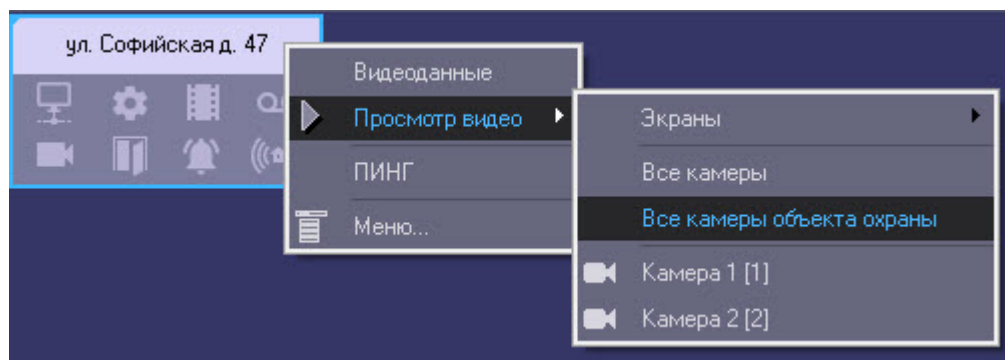 ул. Софийская д. 47
Видеоданные
Просмотр видео
ПИНГ
Меню...
Экраны
Все камеры
Все камеры объекта охраны
Камера 1 [1]
Камера 2 [2]